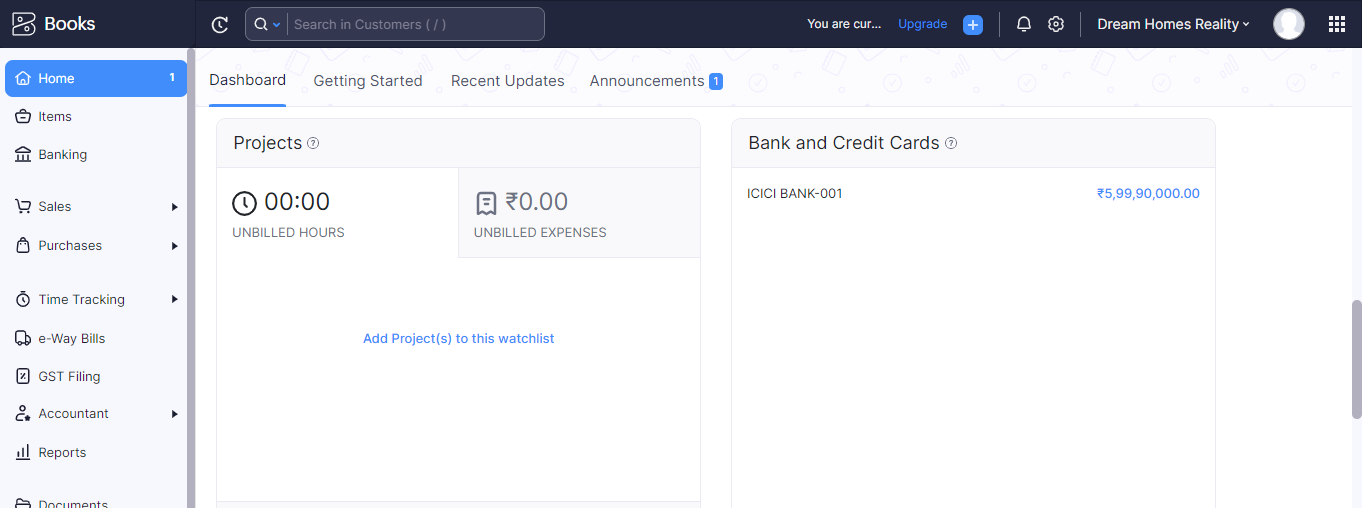 Books
Search in Customers ( / )
You are cur...
Upgrade
Dream Homes Reality
Home 1
Items
Banking
Sales
Purchases
Time Tracking
e-Way Bills
GST Filing
Accountant
Reports
Documents
Dashboard
Getting Started
Recent Updates
Announcements 1
Projects
00:00
UNBILLED HOURS
₹0.00
UNBILLED EXPENSES
Add Project(s) to this watchlist
Bank and Credit Cards
ICICI BANK-001 ₹5,99,90,000.00